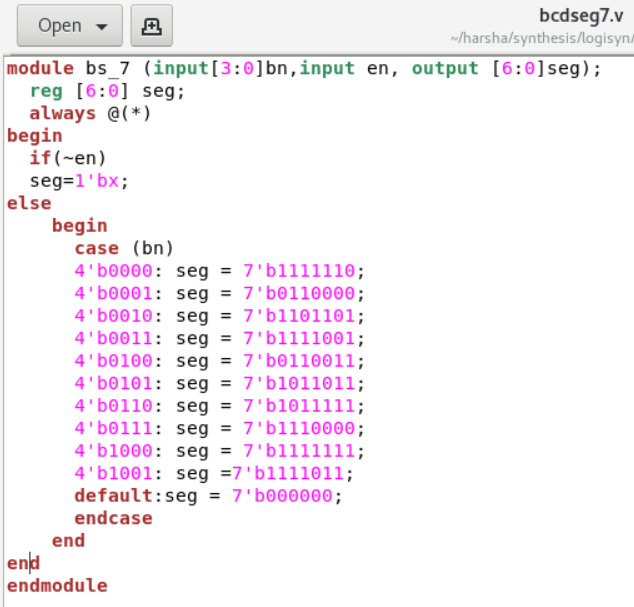 Open
bcdseg7.v
~/harsha/synthesis/logisyn/
module bs_7 (input[3:0]bn,input en, output [6:0]seg);
  reg [6:0] seg;
  always @(*)
begin
  if(~en)
  seg=1'bx;
else
    begin
      case (bn)
      4'b0000: seg = 7'b1111110;
      4'b0001: seg = 7'b0110000;
      4'b0010: seg = 7'b1101101;
      4'b0011: seg = 7'b1111001;
      4'b0100: seg = 7'b0110011;
      4'b0101: seg = 7'b1011011;
      4'b0110: seg = 7'b1011111;
      4'b0111: seg = 7'b1110000;
      4'b1000: seg = 7'b1111111;
      4'b1001: seg =7'b1111011;
      default:seg = 7'b000000;
      endcase
    end
end
endmodule